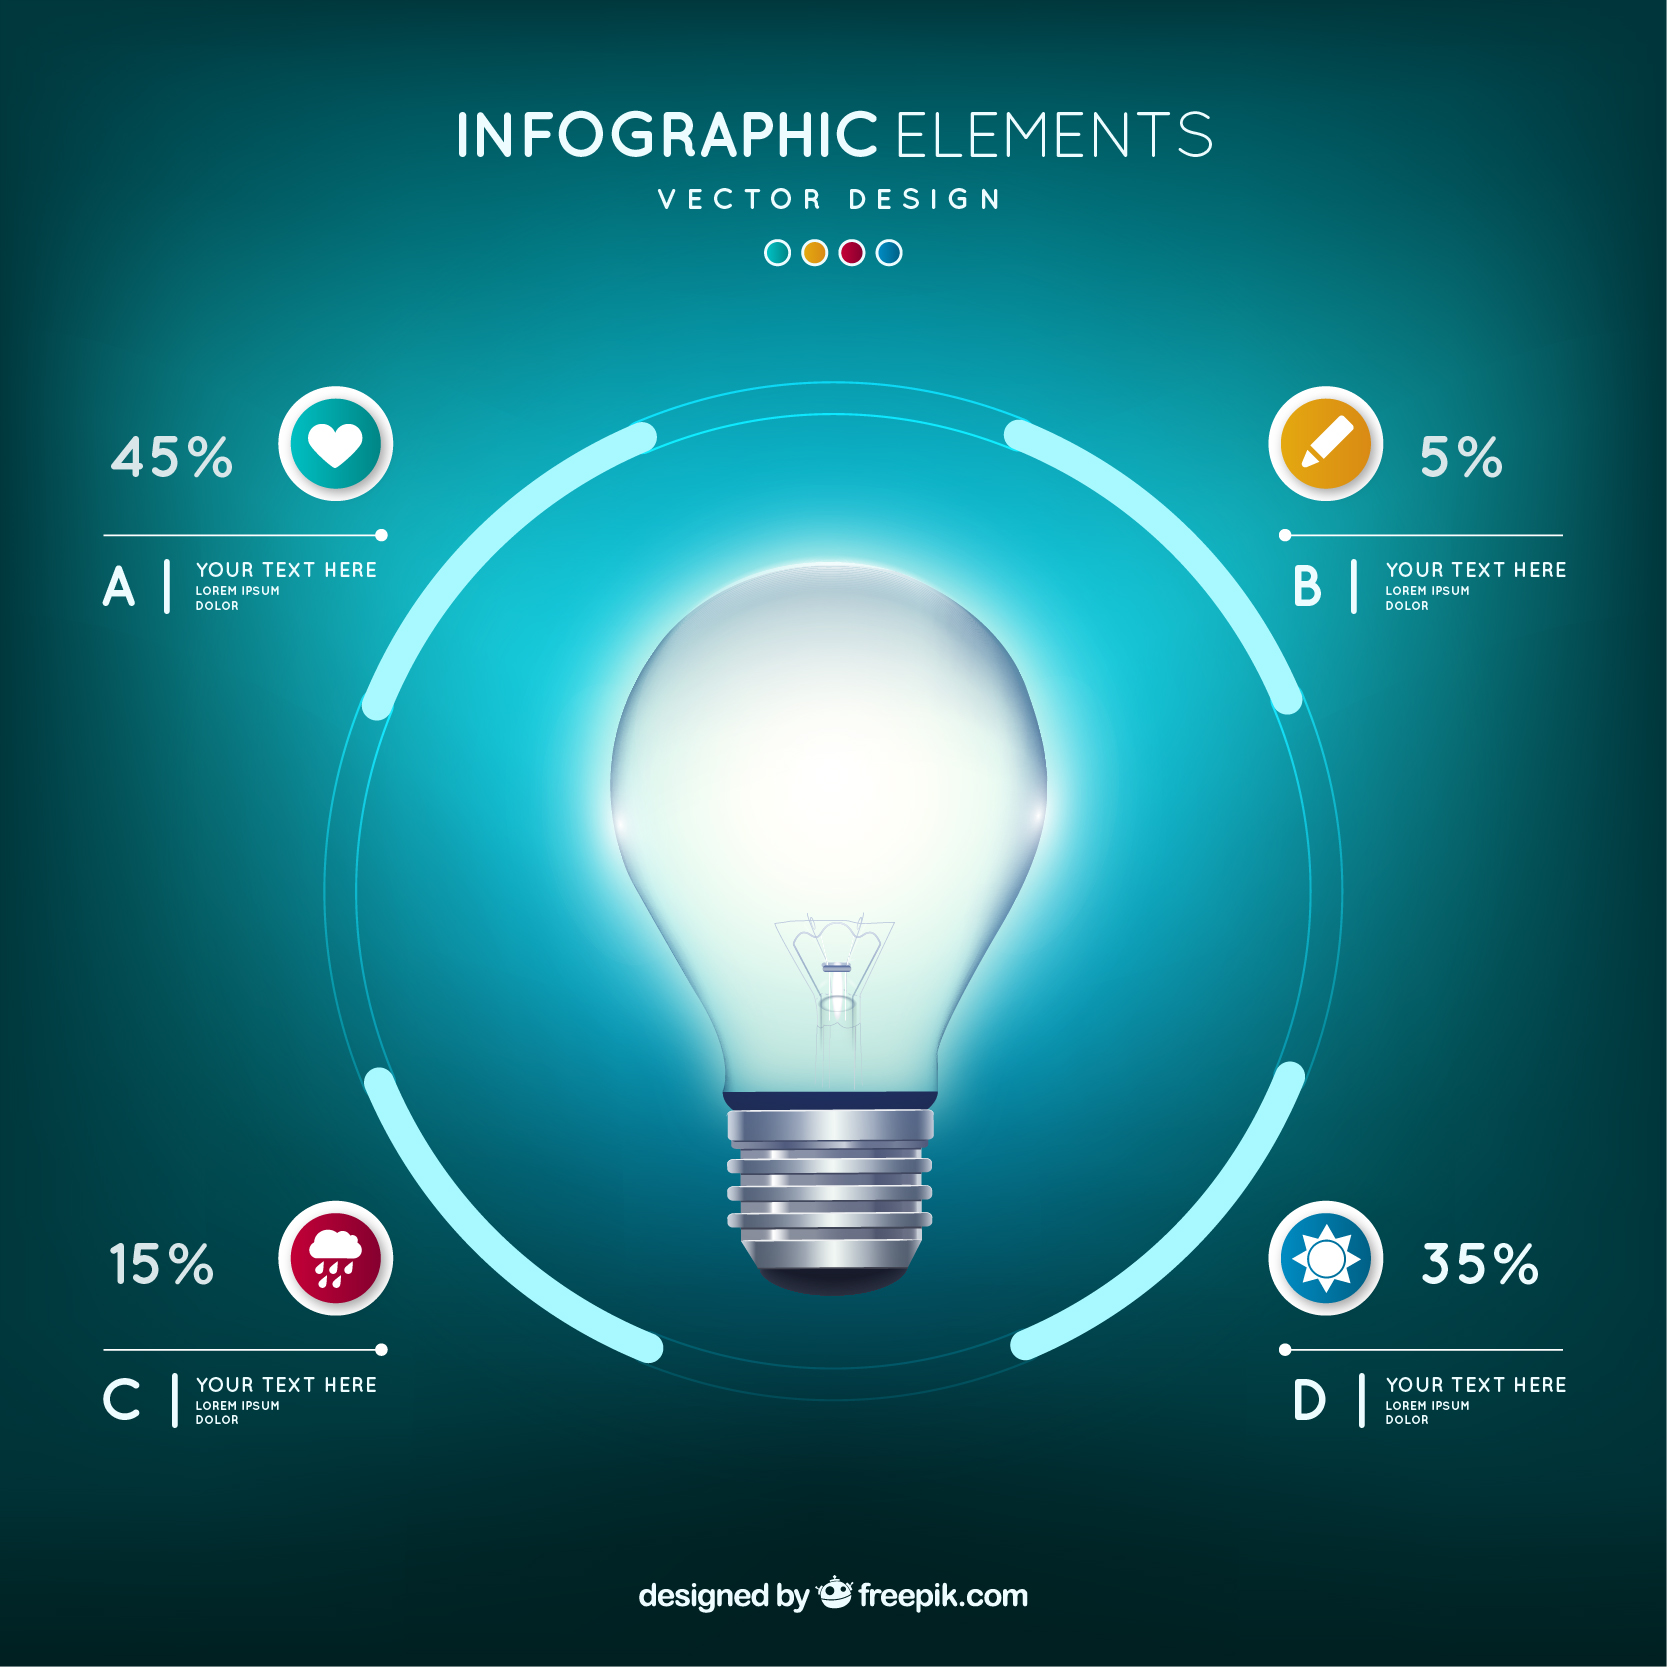 INFOGRAPHIC ELEMENTS
VECTOR DESIGN
45%
A
YOUR TEXT HERE
LOREM IPSUM
DOLOR
5%
B
YOUR TEXT HERE
LOREM IPSUM
DOLOR
15%
C
YOUR TEXT HERE
LOREM IPSUM
DOLOR
35%
D
YOUR TEXT HERE
LOREM IPSUM
DOLOR
designed by freepik.com